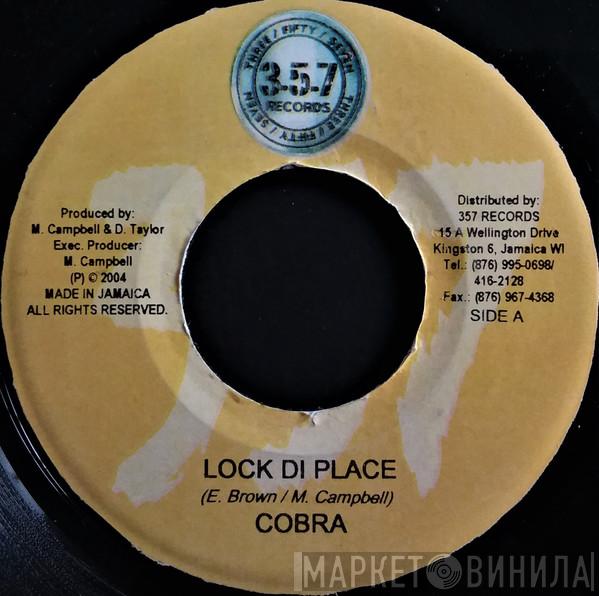 THREE / FIFTY / SEVEN
3-5-7
RECORDS
THREE / FIFTY / SEVEN
Produced by:
M. Campbell & D. Taylor
Exec. Producer:
M. Campbell
(P) © 2004
MADE IN JAMAICA
ALL RIGHTS RESERVED.
Distributed by:
357 RECORDS
15 A Wellington Drive
Kingston 6, Jamaica WI
Tel.: (876) 995-0698/
416-2128
Fax.: (876) 967-4368
SIDE A
LOCK DI PLACE
(E. Brown / M. Campbell)
COBRA
МАРКЕТ ВИНИЛА